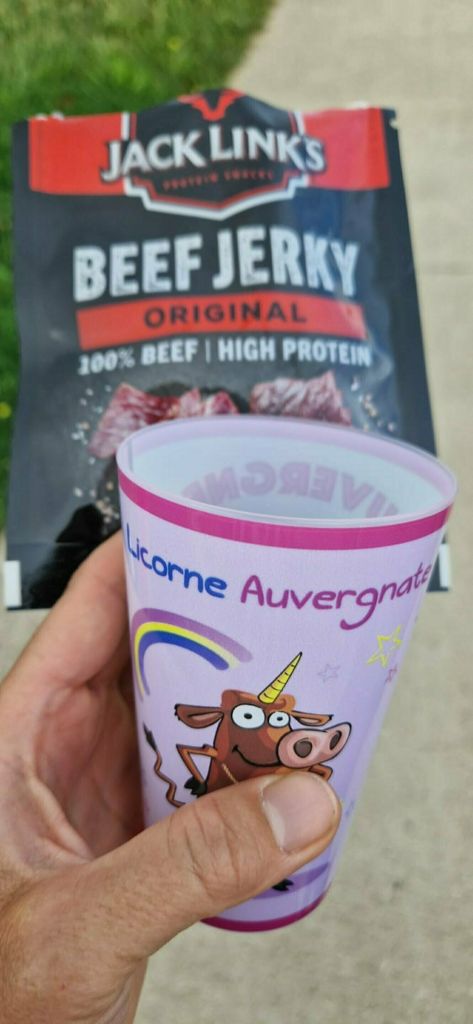 JACK LINK'S
PROTEIN SNACKS
BEEF JERKY
ORIGINAL
100% BEEF | HIGH PROTEIN
Licorne Auvergnate